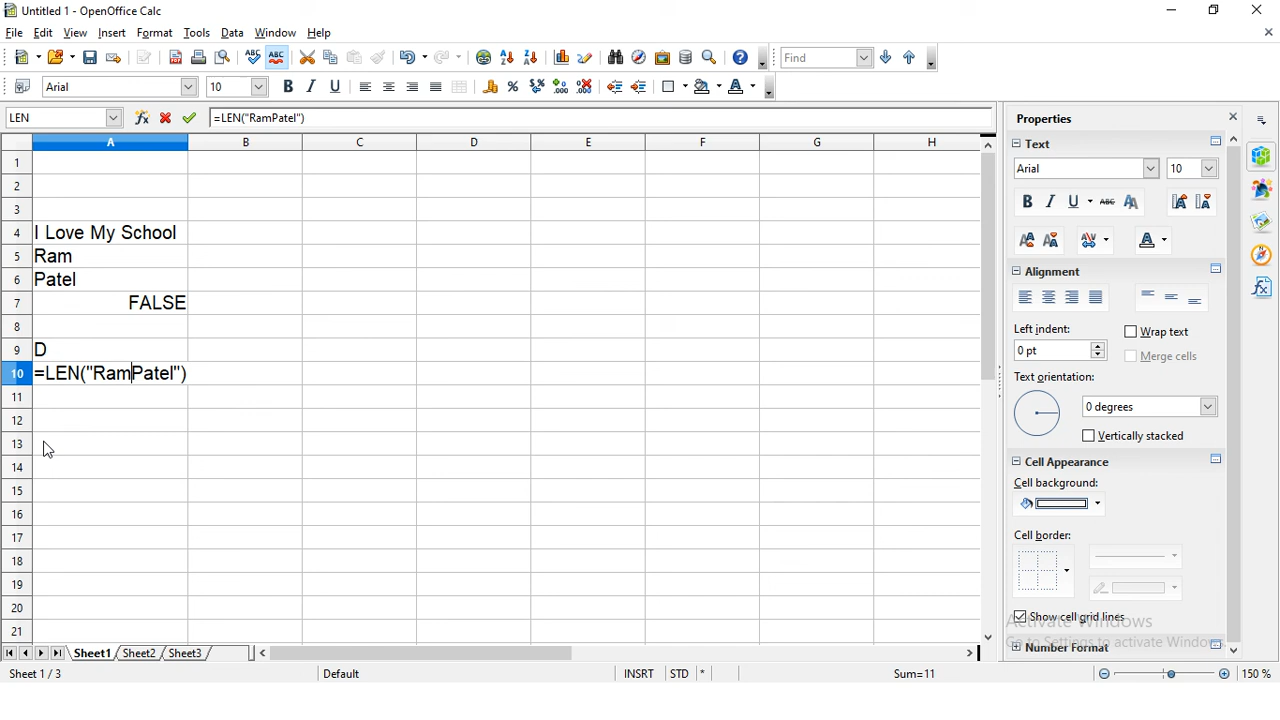 Untitled 1 - OpenOffice Calc
File Edit View Insert Format Tools Data Window Help
Find
Arial 10
LEN =LEN("RamPatel")
A B C D E F G H
1
2
3
4 I Love My School
5 Ram
6 Patel
7 FALSE
8
9 D
10 =LEN("RamPatel")
11
12
13
14
15
16
17
18
19
20
21
Sheet1 Sheet2 Sheet3
Sheet 1 / 3 Default INSRT STD * Sum=11 150 %
Properties
Text
Arial 10
Alignment
Left indent:
Wrap text
0 pt
Merge cells
Text orientation:
0 degrees
Vertically stacked
Cell Appearance
Cell background:
Cell border:
Show cell grid lines
Activate Windows
Go to Settings to activate Windows.
Number Format